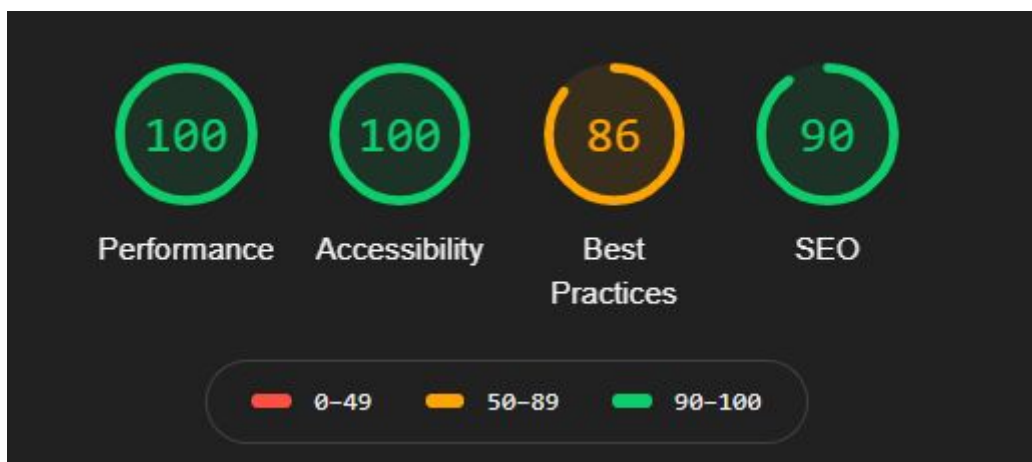 100
100
86
90
Performance
Accessibility
Best
Practices
SEO
0–49
50–89
90–100